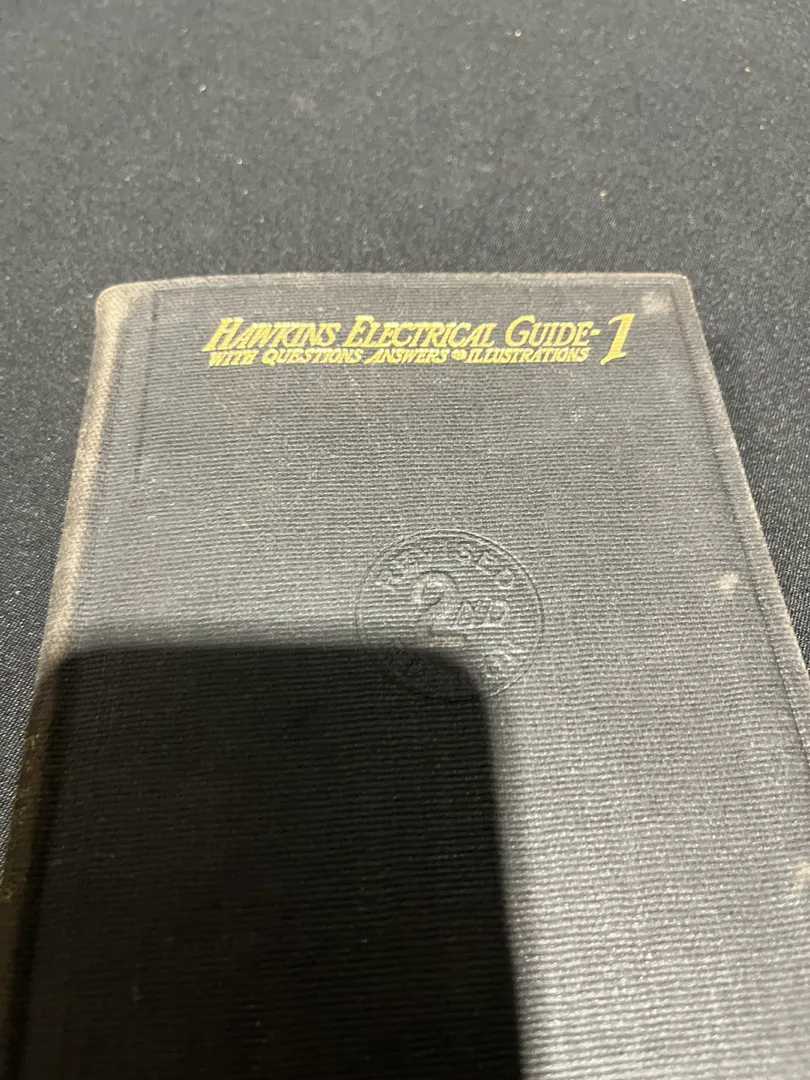 HAWKINS ELECTRICAL GUIDE-1
WITH QUESTIONS ANSWERS & ILLUSTRATIONS
REVISED
2ND
EDITION